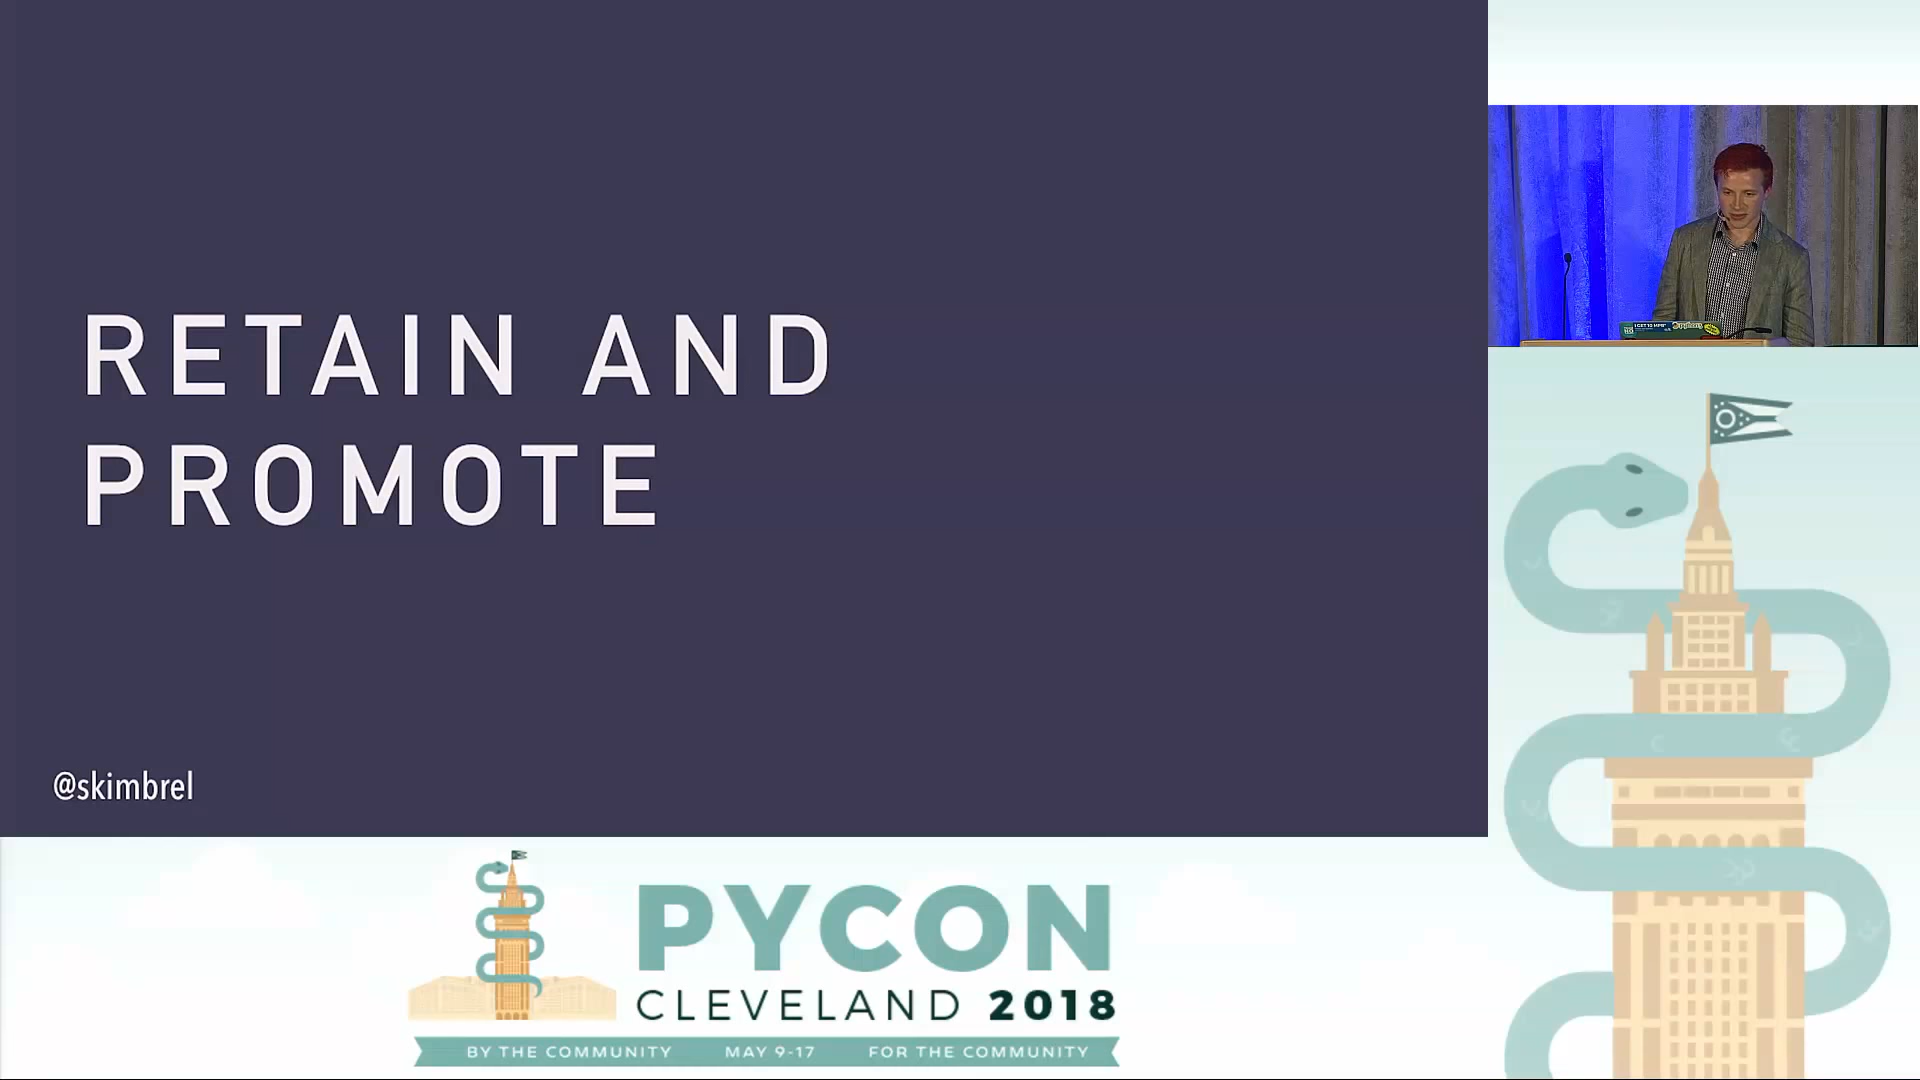 RETAIN AND
PROMOTE
@skimbrel
PYCON
CLEVELAND 2018
BY THE COMMUNITY MAY 9-17 FOR THE COMMUNITY